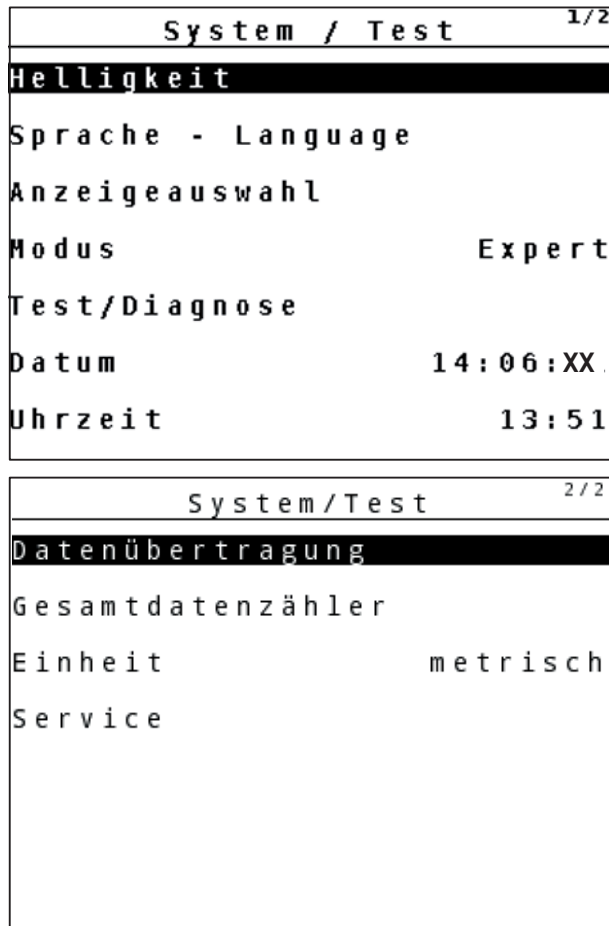 System / Test 1/2
Helligkeit
Sprache - Language
Anzeigeauswahl
Modus Expert
Test/Diagnose
Datum 14:06:XX
Uhrzeit 13:51
System/Test 2/2
Datenübertragung
Gesamtdatenzähler
Einheit metrisch
Service